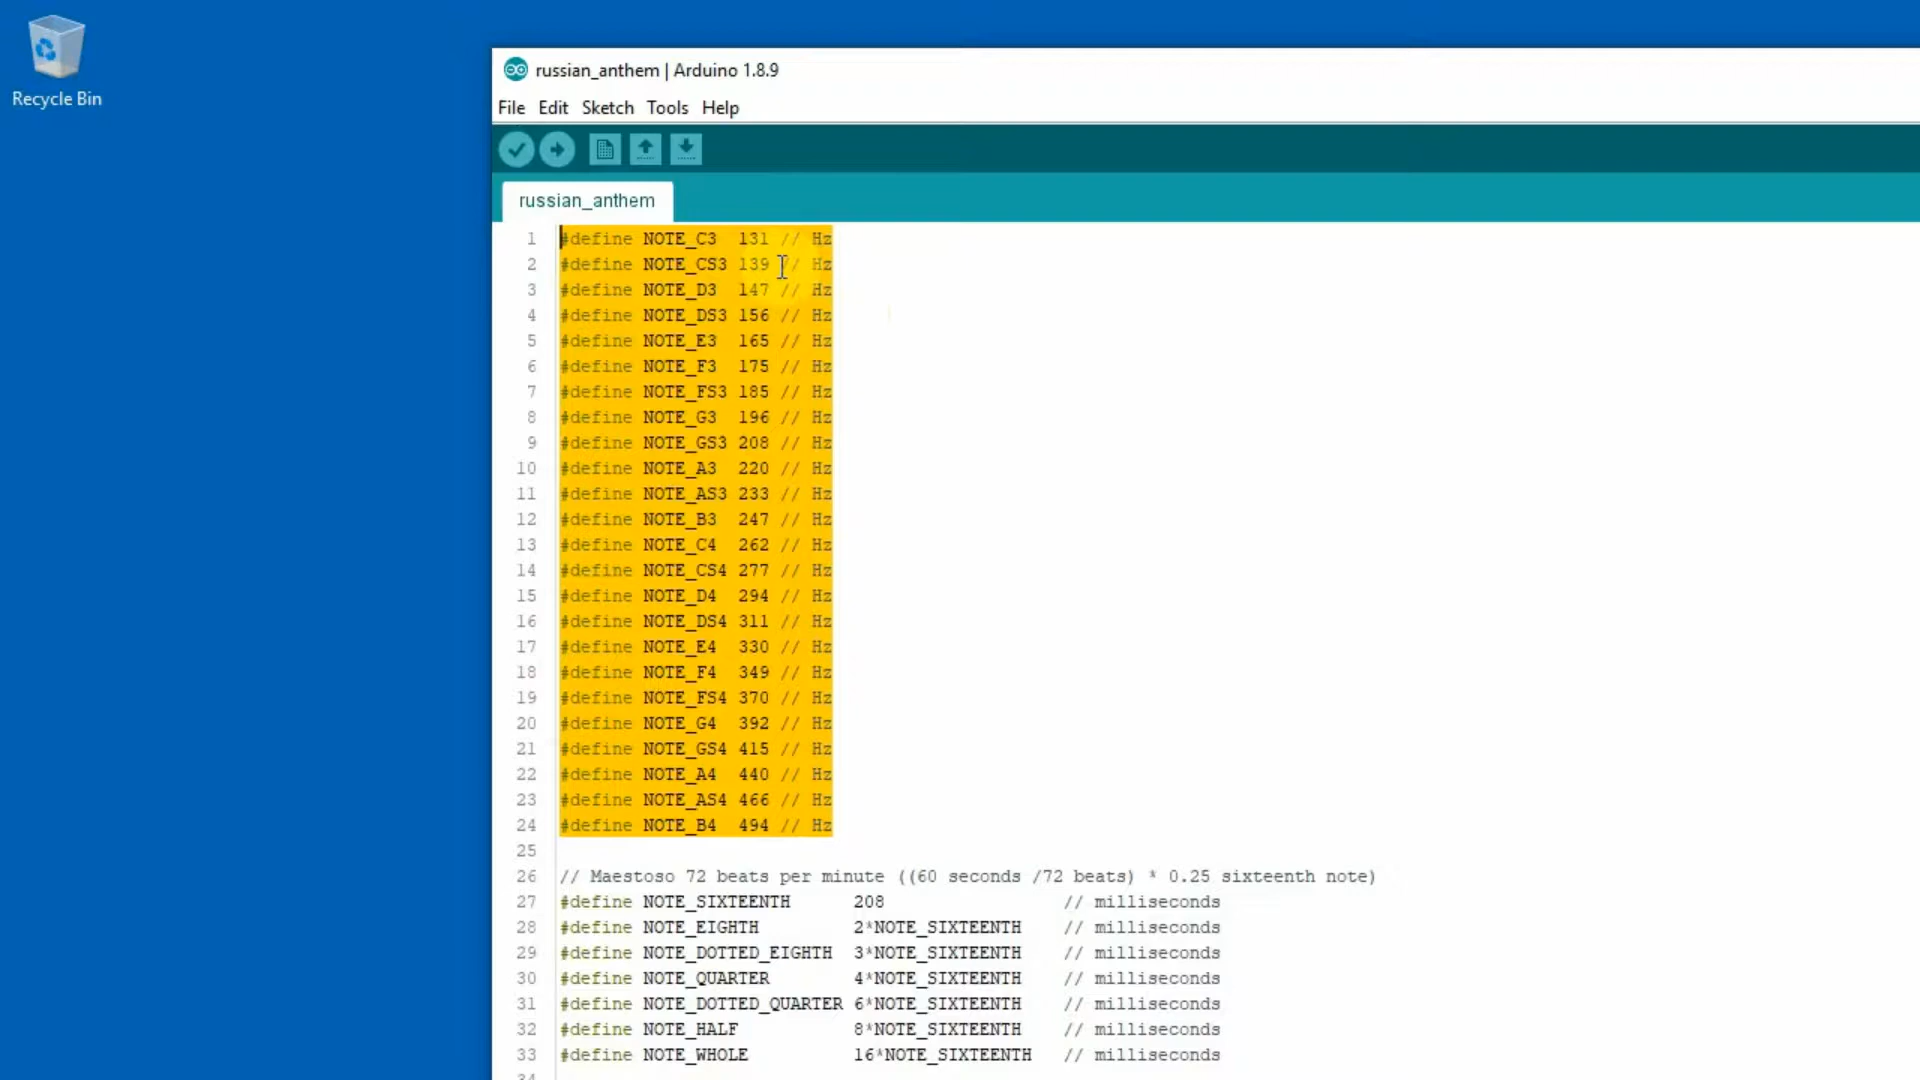 Recycle Bin
russian_anthem | Arduino 1.8.9
File Edit Sketch Tools Help
russian_anthem
1 #define NOTE_C3  131 // Hz
2 #define NOTE_CS3 139 // Hz
3 #define NOTE_D3  147 // Hz
4 #define NOTE_DS3 156 // Hz
5 #define NOTE_E3  165 // Hz
6 #define NOTE_F3  175 // Hz
7 #define NOTE_FS3 185 // Hz
8 #define NOTE_G3  196 // Hz
9 #define NOTE_GS3 208 // Hz
10 #define NOTE_A3  220 // Hz
11 #define NOTE_AS3 233 // Hz
12 #define NOTE_B3  247 // Hz
13 #define NOTE_C4  262 // Hz
14 #define NOTE_CS4 277 // Hz
15 #define NOTE_D4  294 // Hz
16 #define NOTE_DS4 311 // Hz
17 #define NOTE_E4  330 // Hz
18 #define NOTE_F4  349 // Hz
19 #define NOTE_FS4 370 // Hz
20 #define NOTE_G4  392 // Hz
21 #define NOTE_GS4 415 // Hz
22 #define NOTE_A4  440 // Hz
23 #define NOTE_AS4 466 // Hz
24 #define NOTE_B4  494 // Hz
25
26 // Maestoso 72 beats per minute ((60 seconds /72 beats) * 0.25 sixteenth note)
27 #define NOTE_SIXTEENTH      208                 // milliseconds
28 #define NOTE_EIGHTH         2*NOTE_SIXTEENTH    // milliseconds
29 #define NOTE_DOTTED_EIGHTH  3*NOTE_SIXTEENTH    // milliseconds
30 #define NOTE_QUARTER        4*NOTE_SIXTEENTH    // milliseconds
31 #define NOTE_DOTTED_QUARTER 6*NOTE_SIXTEENTH    // milliseconds
32 #define NOTE_HALF           8*NOTE_SIXTEENTH    // milliseconds
33 #define NOTE_WHOLE          16*NOTE_SIXTEENTH   // milliseconds